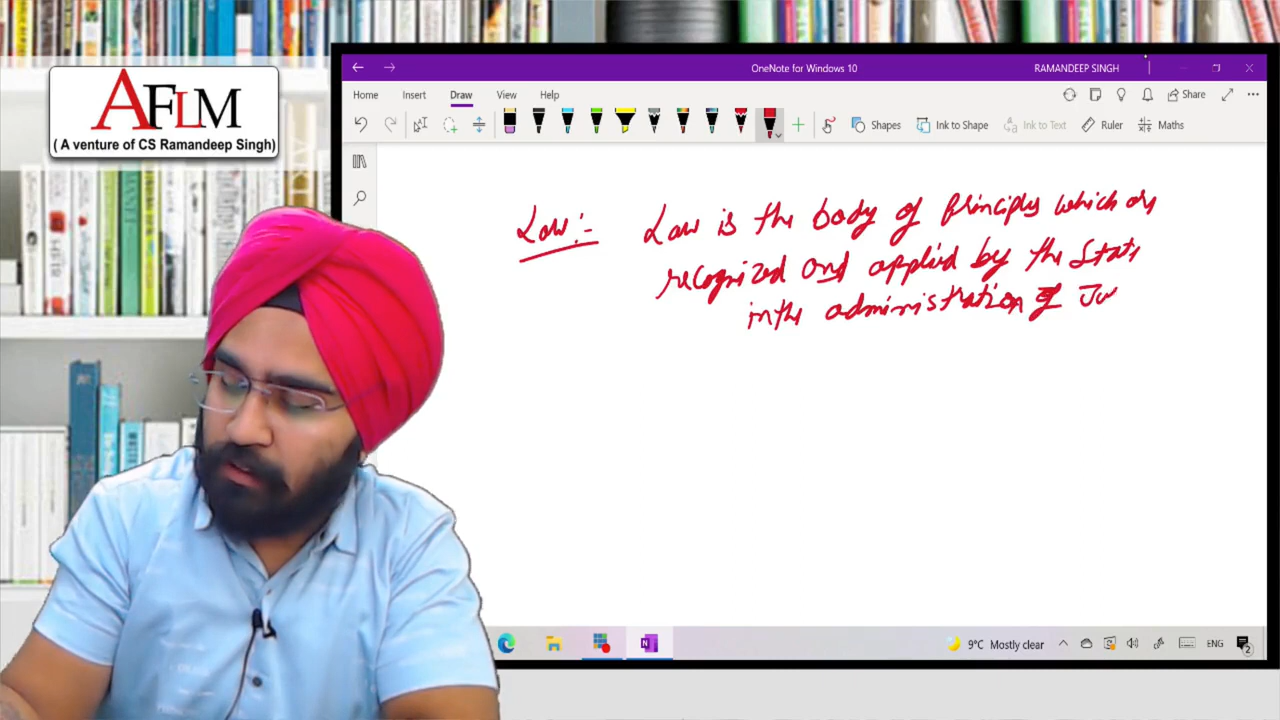 AFLM
( A venture of CS Ramandeep Singh)
OneNote for Windows 10
RAMANDEEP SINGH
Home Insert Draw View Help
Share
Shapes Ink to Shape Ink to Text Ruler Maths
Law:- Law is the body of Principles which are
recognized and applied by the State
in the administration of Jus
9°C Mostly clear
ENG
2